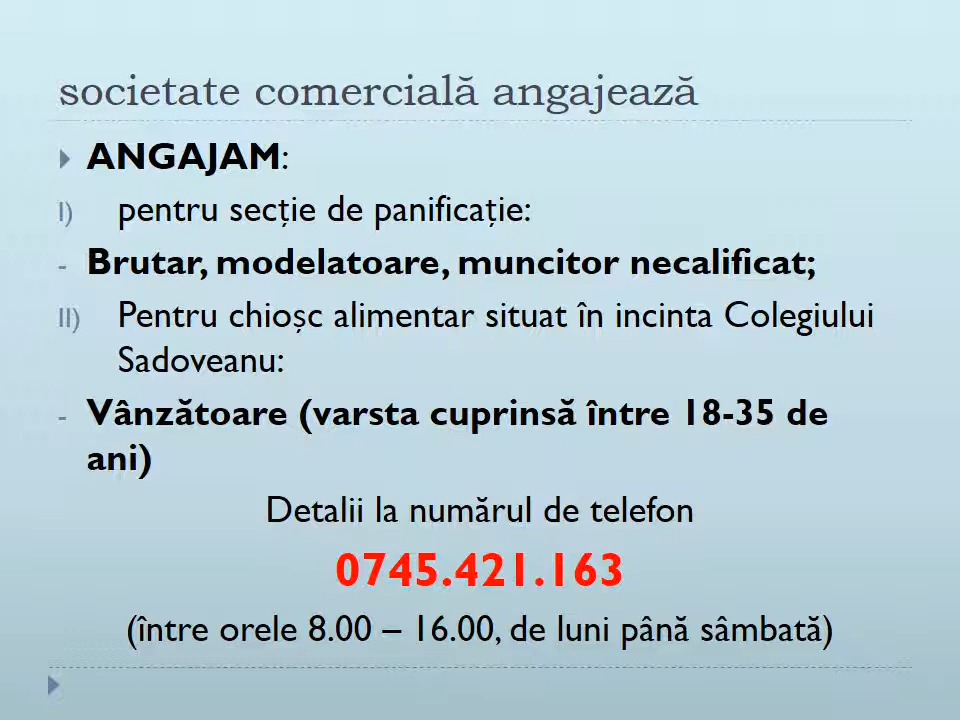 societate comercială angajează
ANGAJAM:
I) pentru secție de panificație:
- Brutar, modelatoare, muncitor necalificat;
II) Pentru chioșc alimentar situat în incinta Colegiului
Sadoveanu:
- Vânzătoare (varsta cuprinsă între 18-35 de
ani)
Detalii la numărul de telefon
0745.421.163
(între orele 8.00 – 16.00, de luni până sâmbată)